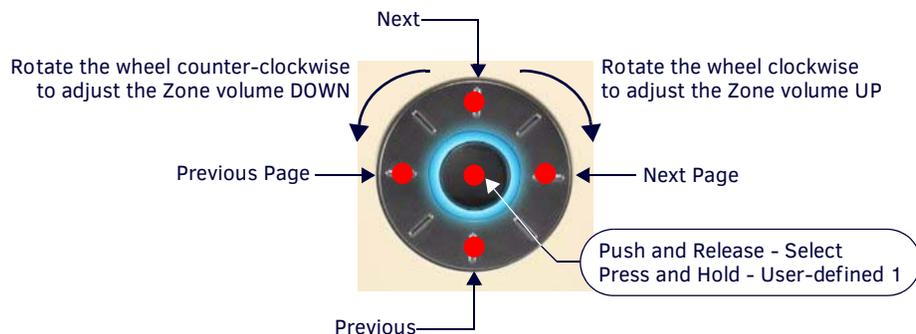 Next
Rotate the wheel counter-clockwise
to adjust the Zone volume DOWN
Rotate the wheel clockwise
to adjust the Zone volume UP
Previous Page
Next Page
Push and Release - Select
Press and Hold - User-defined 1
Previous